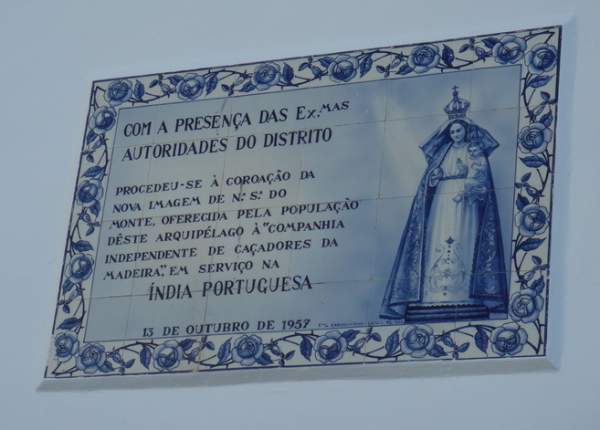 COM A PRESENÇA DAS EX.MAS
AUTORIDADES DO DISTRITO
PROCEDEU-SE À COROAÇÃO DA
NOVA IMAGEM DE N.ª S.ª DO
MONTE, OFERECIDA PELA POPULAÇÃO
DÊSTE ARQUIPÉLAGO À "COMPANHIA
INDEPENDENTE DE CAÇADORES DA
MADEIRA", EM SERVIÇO NA
ÍNDIA PORTUGUESA
13 DE OUTUBRO DE 1957